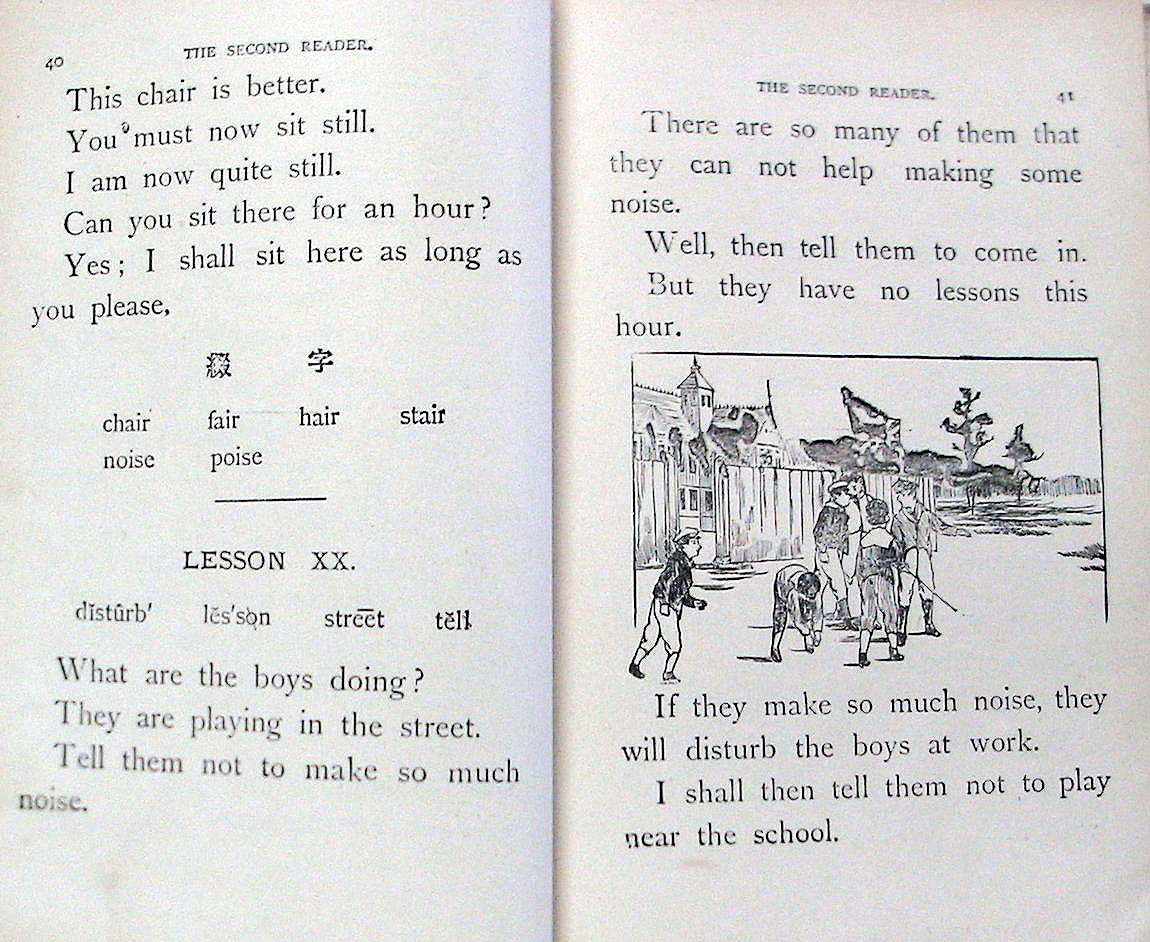 40 THE SECOND READER.
This chair is better.
You must now sit still.
I am now quite still.
Can you sit there for an hour?
Yes; I shall sit here as long as
you please,
綴 字
chair fair hair stair
noise poise
LESSON XX.
dĭstûrb′ lĕs′sọn strēēt tĕll
What are the boys doing?
They are playing in the street.
Tell them not to make so much
noise.
THE SECOND READER. 41
There are so many of them that
they can not help making some
noise.
Well, then tell them to come in.
But they have no lessons this
hour.
If they make so much noise, they
will disturb the boys at work.
I shall then tell them not to play
near the school.